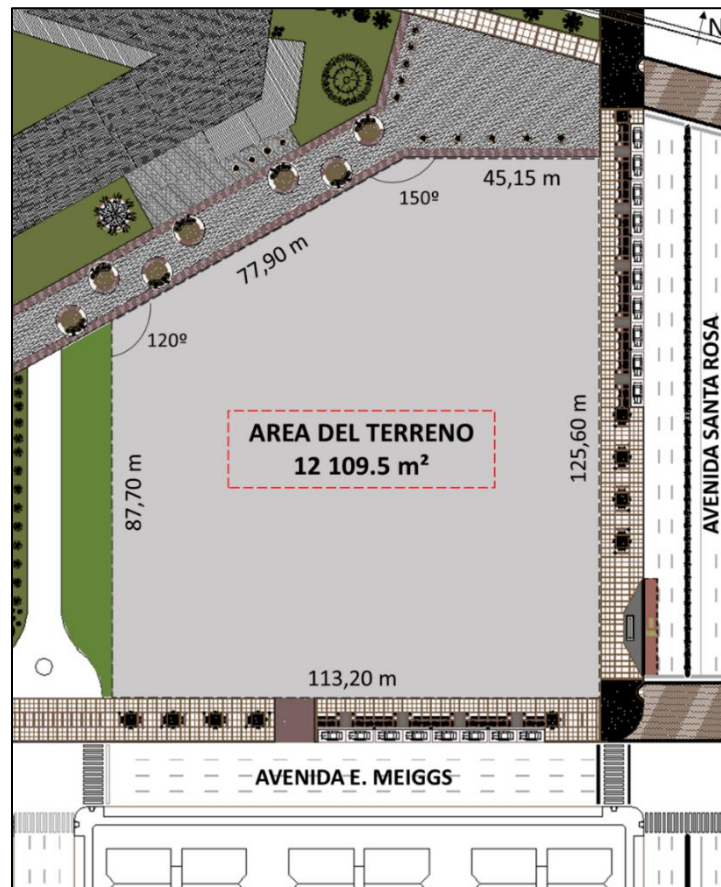 N
45,15 m
150º
77,90 m
120º
AREA DEL TERRENO
12 109.5 m²
125,60 m
AVENIDA SANTA ROSA
87,70 m
113,20 m
AVENIDA E. MEIGGS